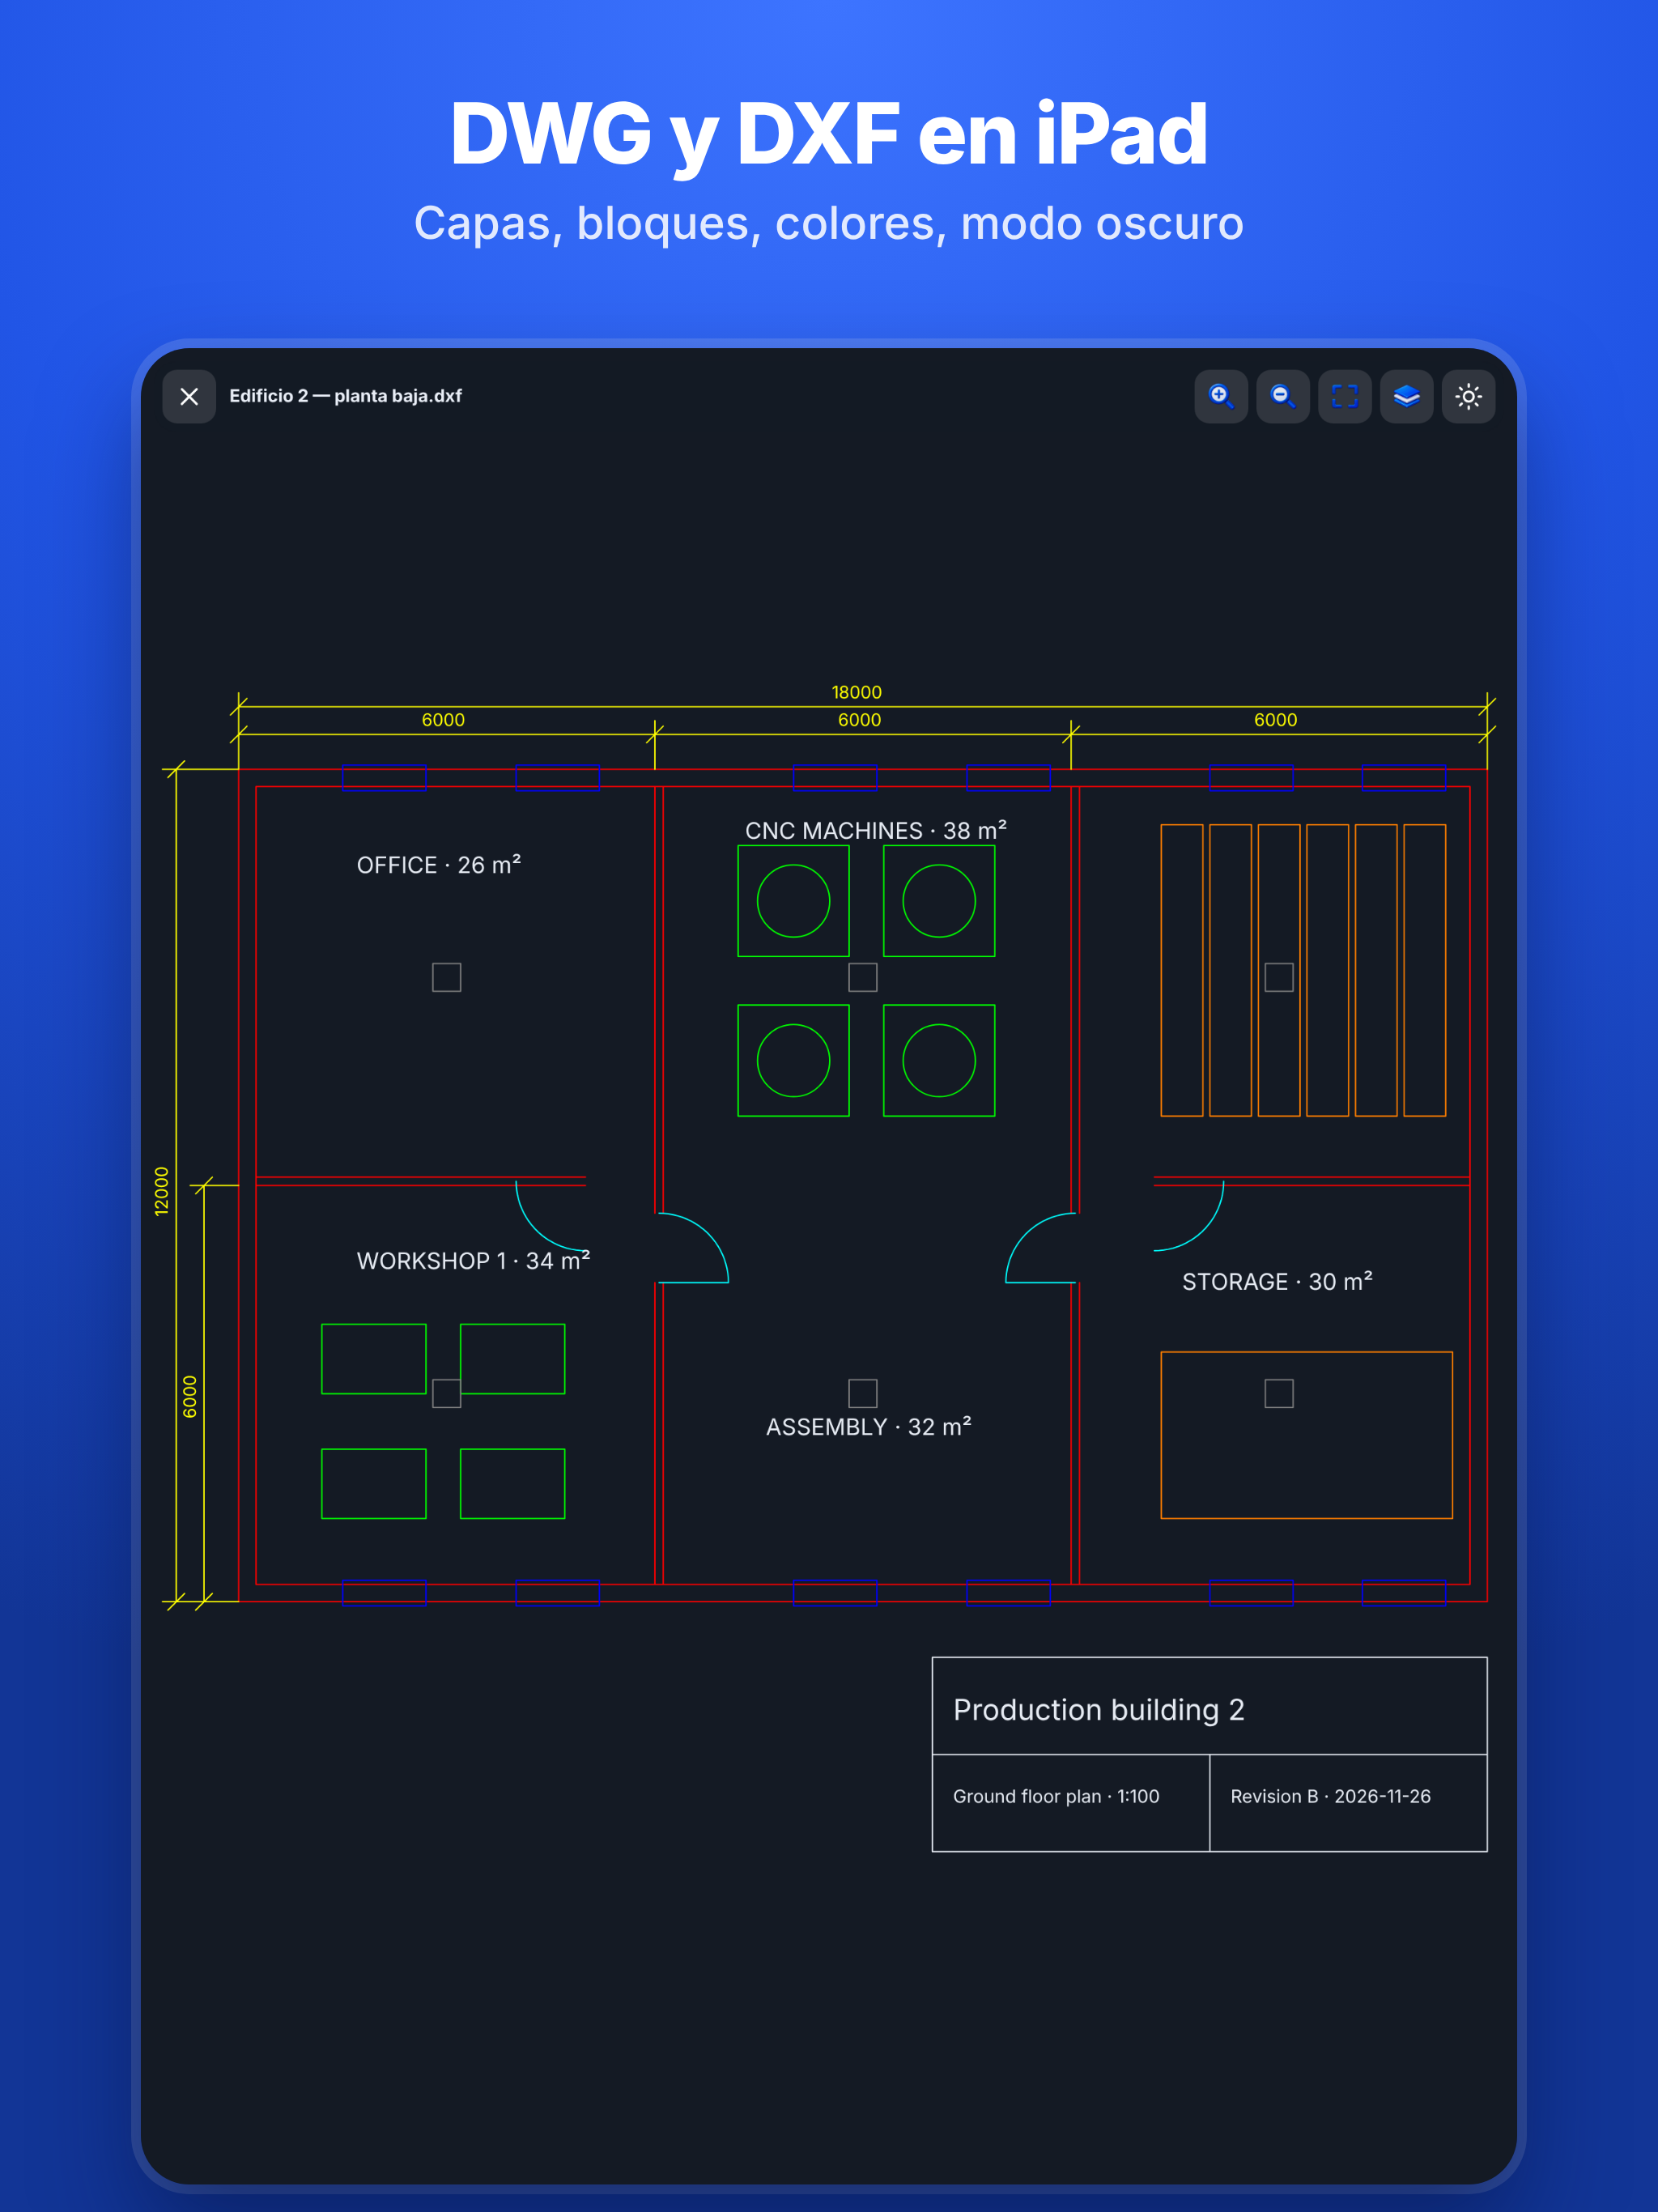 DWG y DXF en iPad
Capas, bloques, colores, modo oscuro
Edificio 2 — planta baja.dxf
18000
6000
6000
6000
CNC MACHINES · 38 m²
OFFICE · 26 m²
12000
WORKSHOP 1 · 34 m²
STORAGE · 30 m²
6000
ASSEMBLY · 32 m²
Production building 2
Ground floor plan · 1:100
Revision B · 2026-11-26